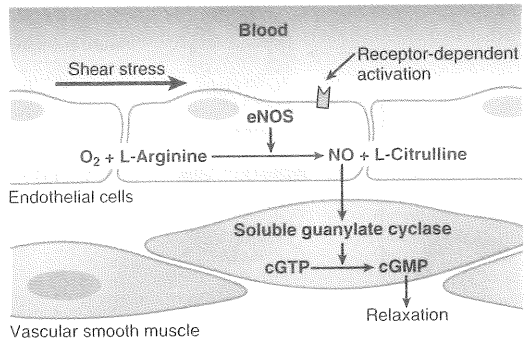 Blood
Shear stress
Receptor-dependent
activation
eNOS
O2 + L-Arginine
NO + L-Citrulline
Endothelial cells
Soluble guanylate cyclase
cGTP
cGMP
Relaxation
Vascular smooth muscle